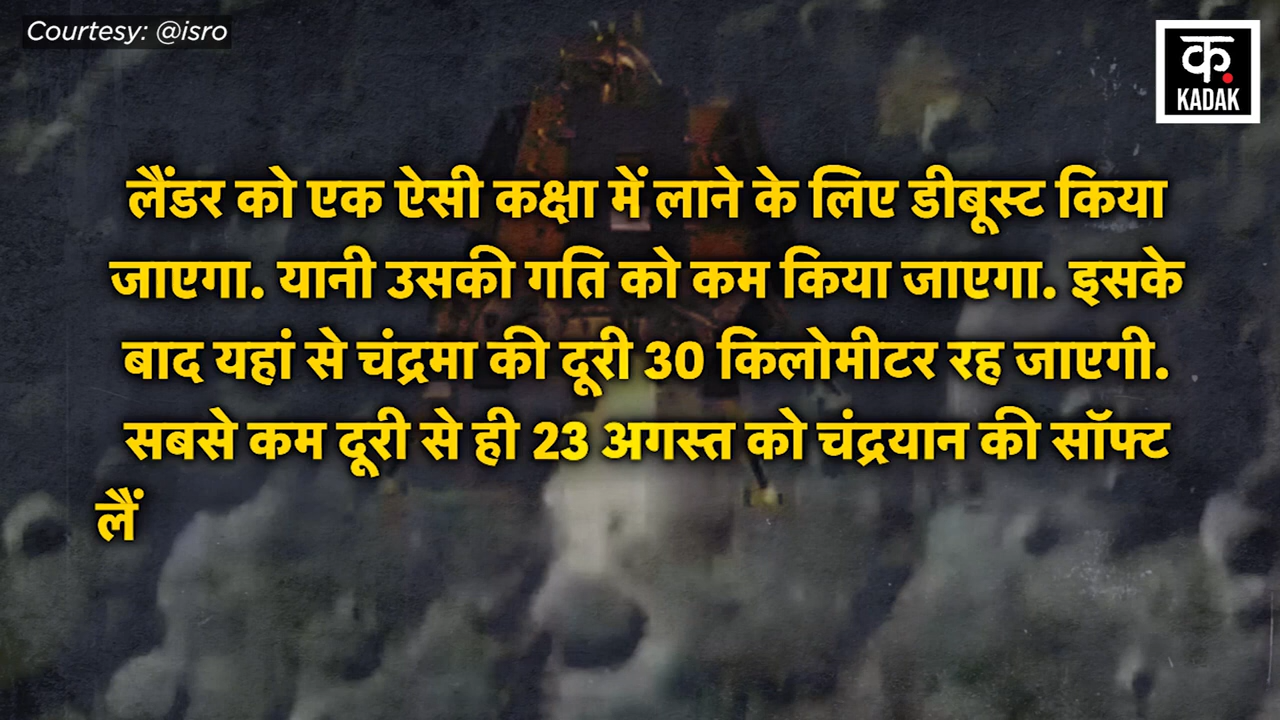 Courtesy: @isro
क.
KADAK
लैंडर को एक ऐसी कक्षा में लाने के लिए डीबूस्ट किया
जाएगा. यानी उसकी गति को कम किया जाएगा. इसके
बाद यहां से चंद्रमा की दूरी 30 किलोमीटर रह जाएगी.
सबसे कम दूरी से ही 23 अगस्त को चंद्रयान की सॉफ्ट
लैं